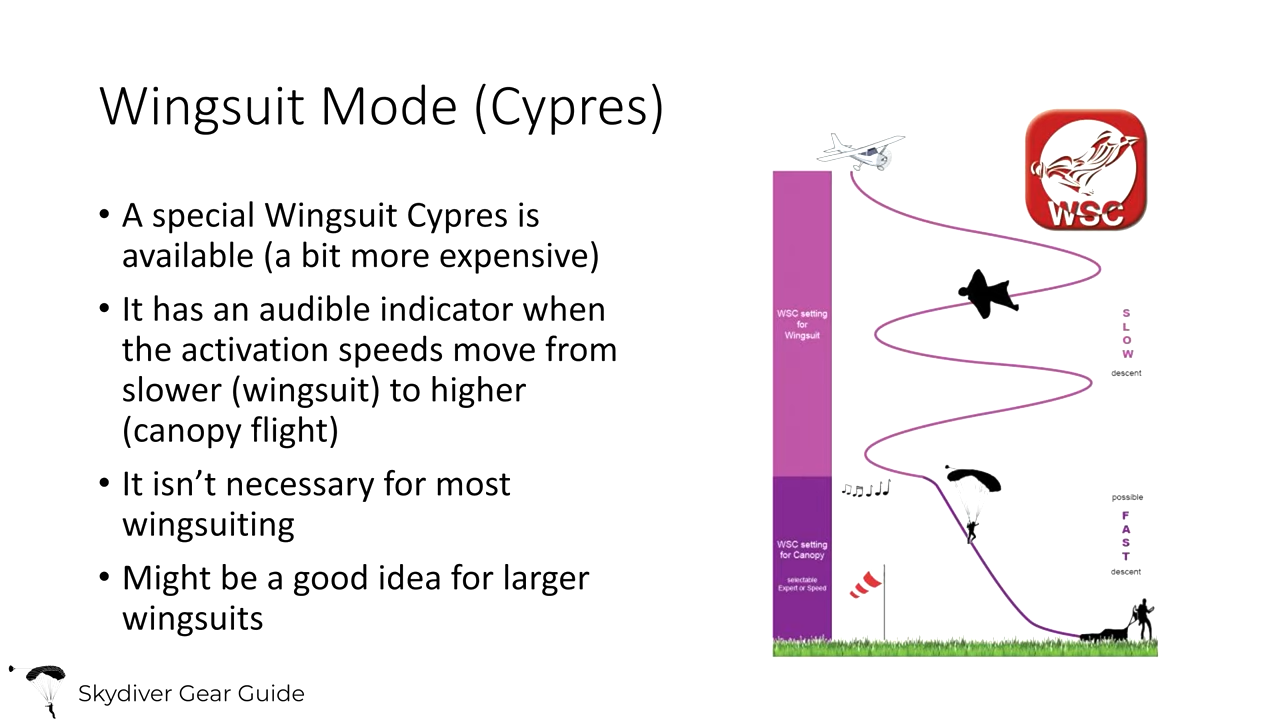 Wingsuit Mode (Cypres)
• A special Wingsuit Cypres is
available (a bit more expensive)
• It has an audible indicator when
the activation speeds move from
slower (wingsuit) to higher
(canopy flight)
• It isn’t necessary for most
wingsuiting
• Might be a good idea for larger
wingsuits
WSC
WSC setting
for
Wingsuit
S
L
O
W
descent
WSC setting
for Canopy
selectable
Expert or Speed
possible
F
A
S
T
descent
Skydiver Gear Guide